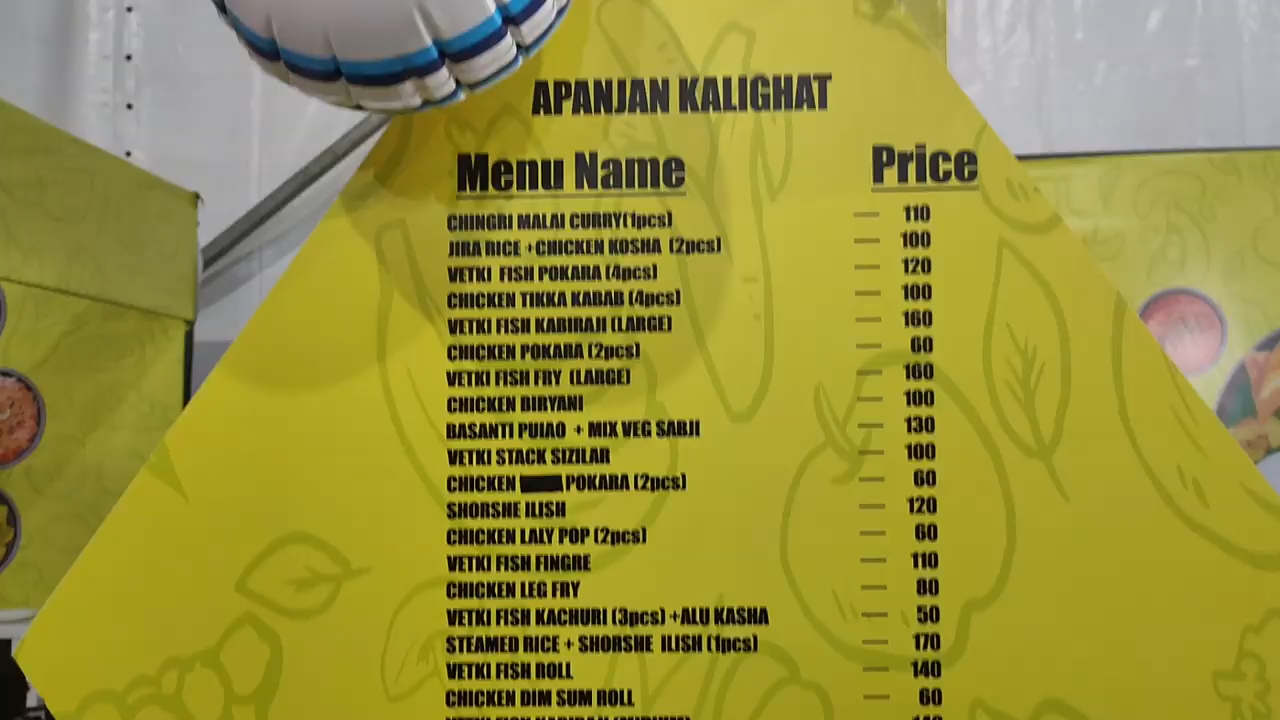 APANJAN KALIGHAT
Menu Name Price
CHINGRI MALAI CURRY(1pcs) — 110
JIRA RICE +CHICKEN KOSHA (2pcs) — 100
VETKI FISH POKARA (4pcs) — 120
CHICKEN TIKKA KABAB (4pcs) — 100
VETKI FISH KABIRAJI (LARGE) — 160
CHICKEN POKARA (2pcs) — 60
VETKI FISH FRY (LARGE) — 160
CHICKEN BIRYANI — 100
BASANTI PUIAO + MIX VEG SABJI — 130
VETKI STACK SIZILAR — 100
CHICKEN POKARA (2pcs) — 60
SHORSHE ILISH — 120
CHICKEN LALY POP (2pcs) — 60
VETKI FISH FINGRE — 110
CHICKEN LEG FRY — 80
VETKI FISH KACHURI (3pcs) +ALU KASHA — 50
STEAMED RICE + SHORSHE ILISH (1pcs) — 170
VETKI FISH ROLL — 140
CHICKEN DIM SUM ROLL — 60